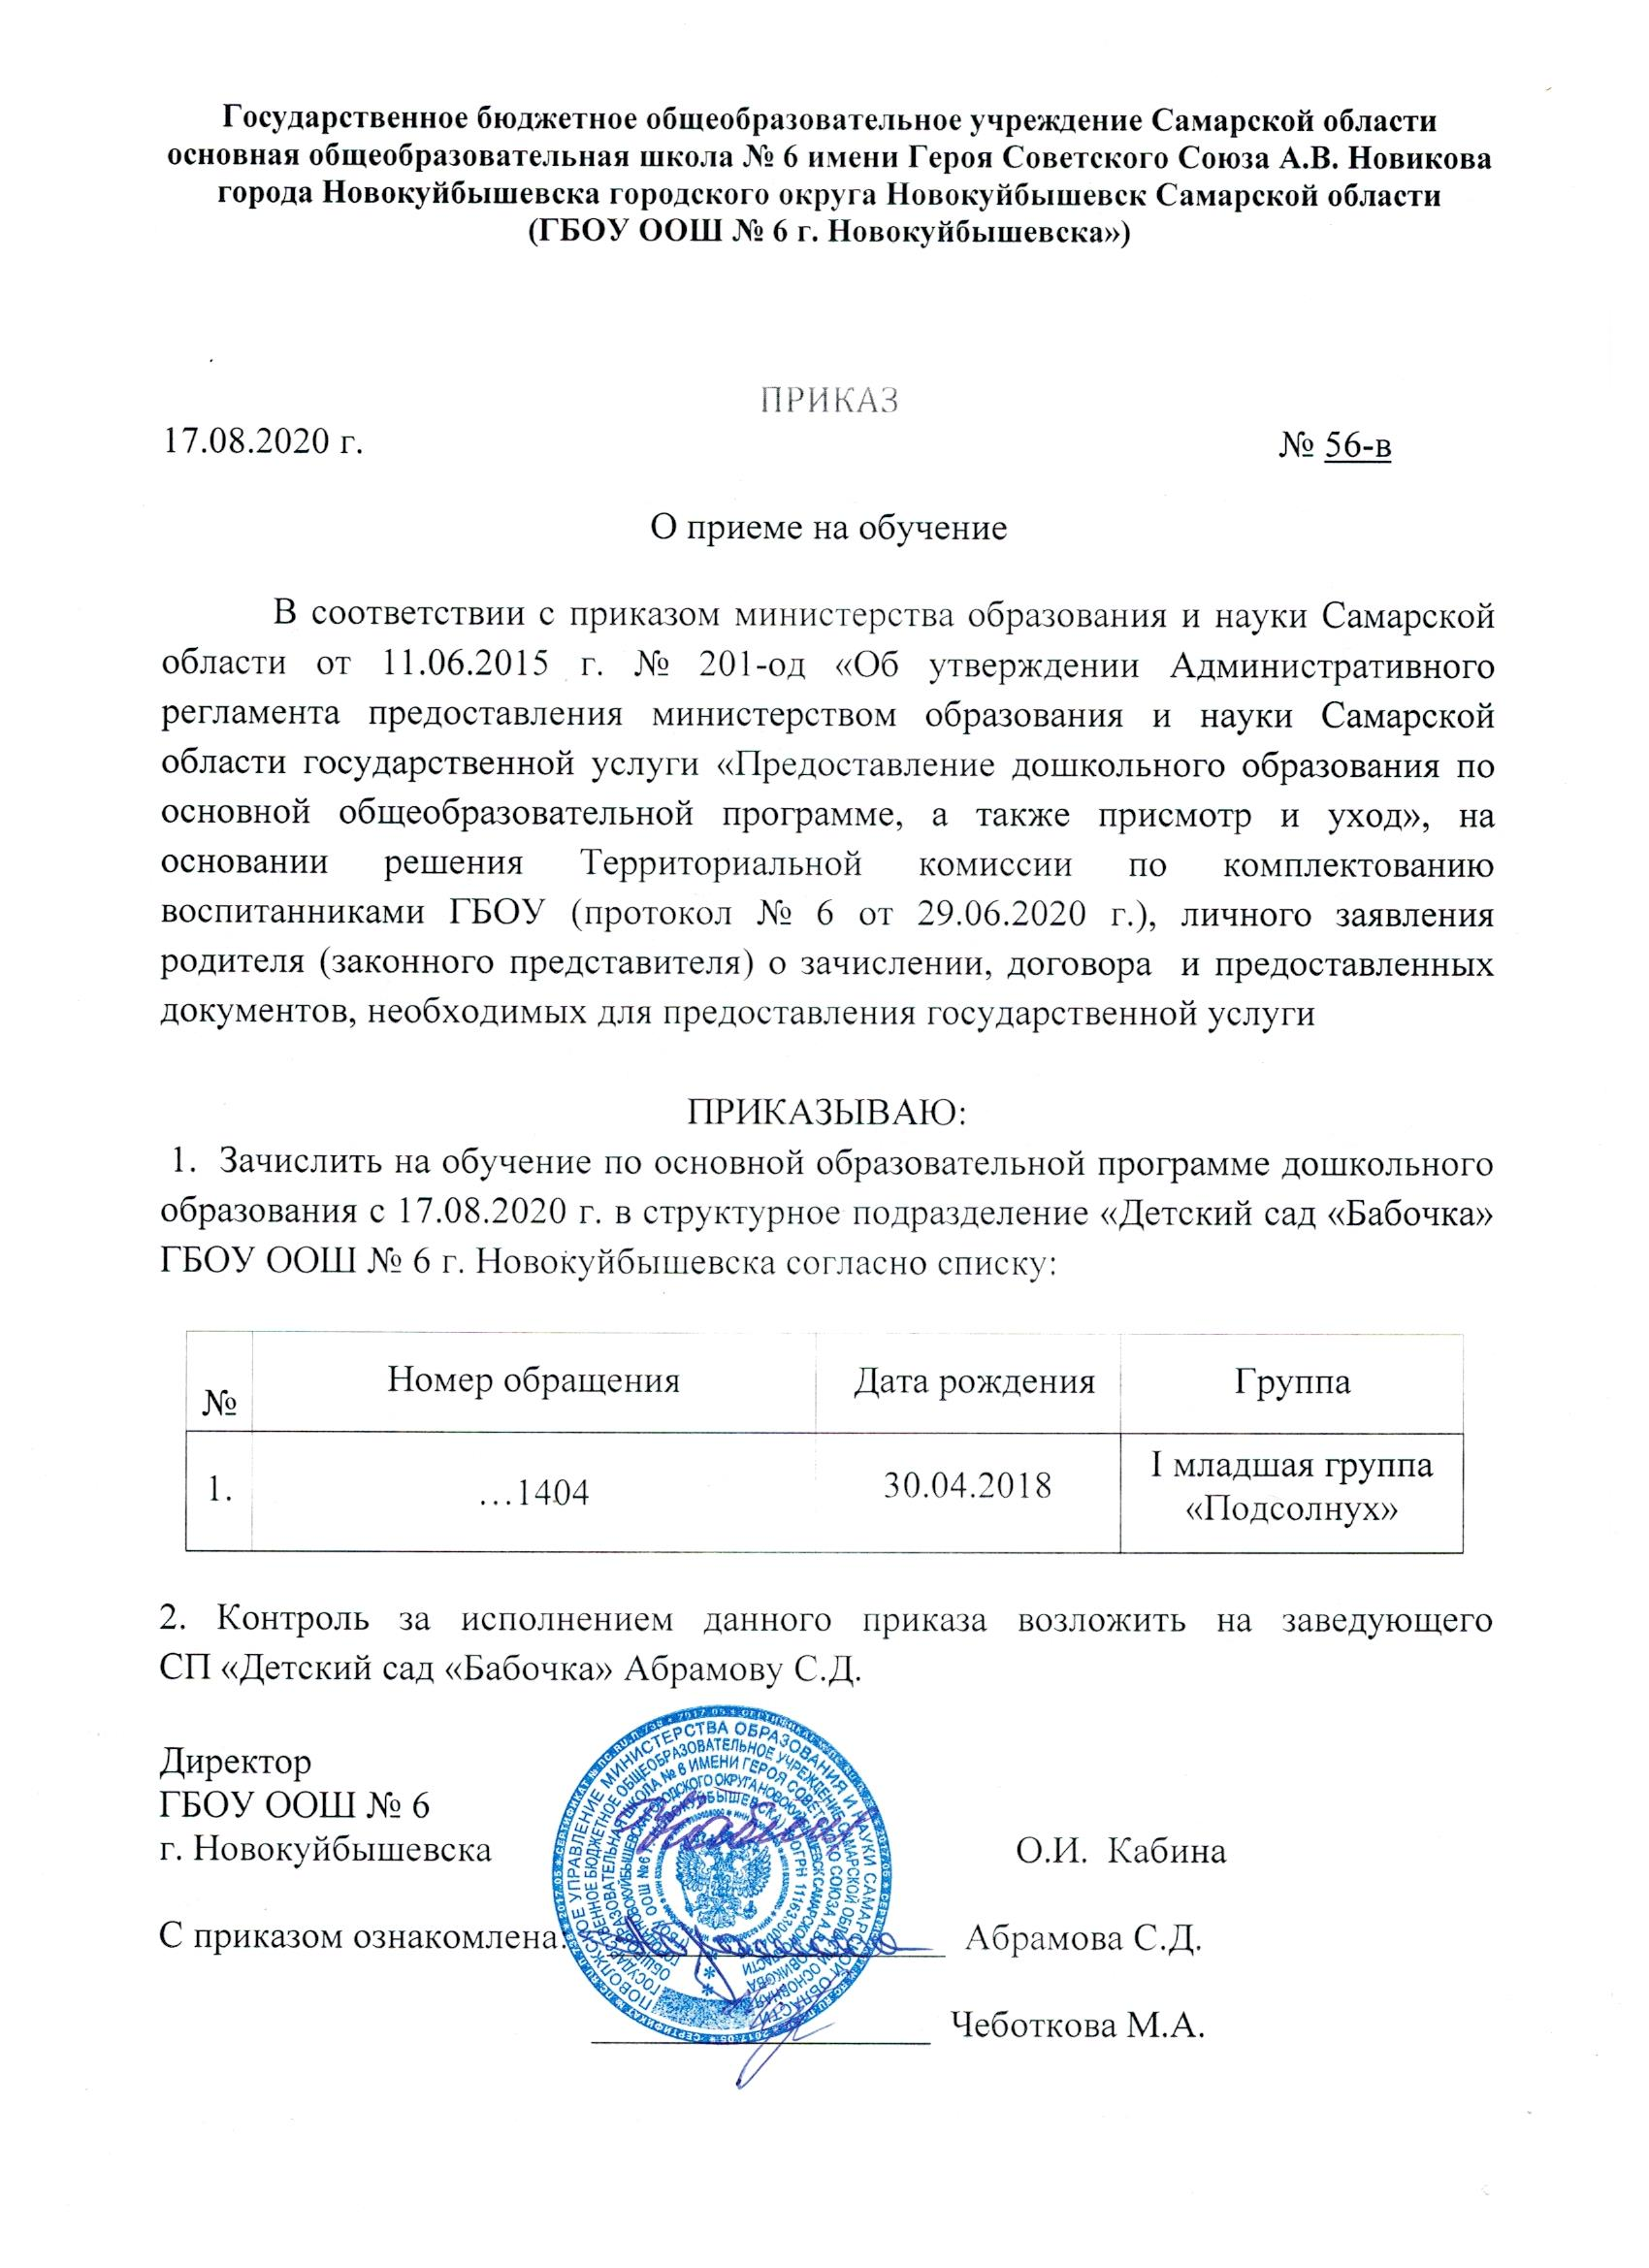 Государственное бюджетное общеобразовательное учреждение Самарской области
основная общеобразовательная школа № 6 имени Героя Советского Союза А.В. Новикова
города Новокуйбышевска городского округа Новокуйбышевск Самарской области
(ГБОУ ООШ № 6 г. Новокуйбышевска»)
ПРИКАЗ
17.08.2020 г. № 56-в
О приеме на обучение
В соответствии с приказом министерства образования и науки Самарской
области от 11.06.2015 г. № 201-од «Об утверждении Административного
регламента предоставления министерством образования и науки Самарской
области государственной услуги «Предоставление дошкольного образования по
основной общеобразовательной программе, а также присмотр и уход», на
основании решения Территориальной комиссии по комплектованию
воспитанниками ГБОУ (протокол № 6 от 29.06.2020 г.), личного заявления
родителя (законного представителя) о зачислении, договора и предоставленных
документов, необходимых для предоставления государственной услуги
ПРИКАЗЫВАЮ:
1. Зачислить на обучение по основной образовательной программе дошкольного
образования с 17.08.2020 г. в структурное подразделение «Детский сад «Бабочка»
ГБОУ ООШ № 6 г. Новокуйбышевска согласно списку:
№ Номер обращения Дата рождения Группа
1. …1404 30.04.2018 I младшая группа
«Подсолнух»
2. Контроль за исполнением данного приказа возложить на заведующего
СП «Детский сад «Бабочка» Абрамову С.Д.
Директор
ГБОУ ООШ № 6
г. Новокуйбышевска О.И. Кабина
С приказом ознакомлена. Абрамова С.Д.
Чеботкова М.А.
ПОВОЛЖСКОЕ УПРАВЛЕНИЕ МИНИСТЕРСТВА ОБРАЗОВАНИЯ И НАУКИ САМАРСКОЙ ОБЛАСТИ